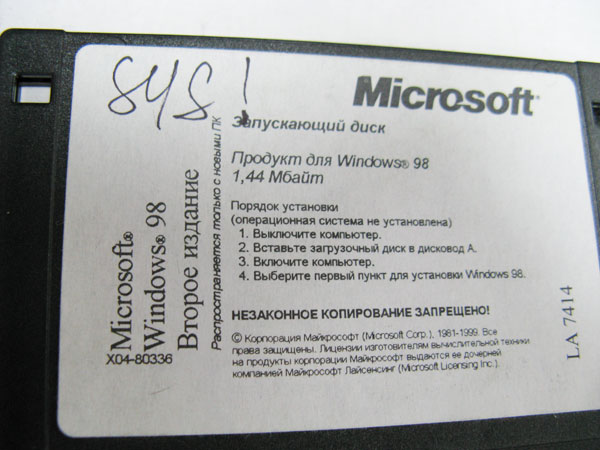 SYS!
Microsoft®
Запускающий диск
Продукт для Windows® 98
1,44 Мбайт
Порядок установки
(операционная система не установлена)
1. Выключите компьютер.
2. Вставьте загрузочный диск в дисковод A.
3. Включите компьютер.
4. Выберите первый пункт для установки Windows 98.
НЕЗАКОННОЕ КОПИРОВАНИЕ ЗАПРЕЩЕНО!
© Корпорация Майкрософт (Microsoft Corp.), 1981-1999. Все
права защищены. Лицензии изготовителям вычислительной техники
на продукты корпорации Майкрософт выдаются ее дочерней
компанией Майкрософт Лайсенсинг (Microsoft Licensing Inc.).
Microsoft®
Windows® 98
Второе издание
Распространяется только с новыми ПК
X04-80336
LA 7414